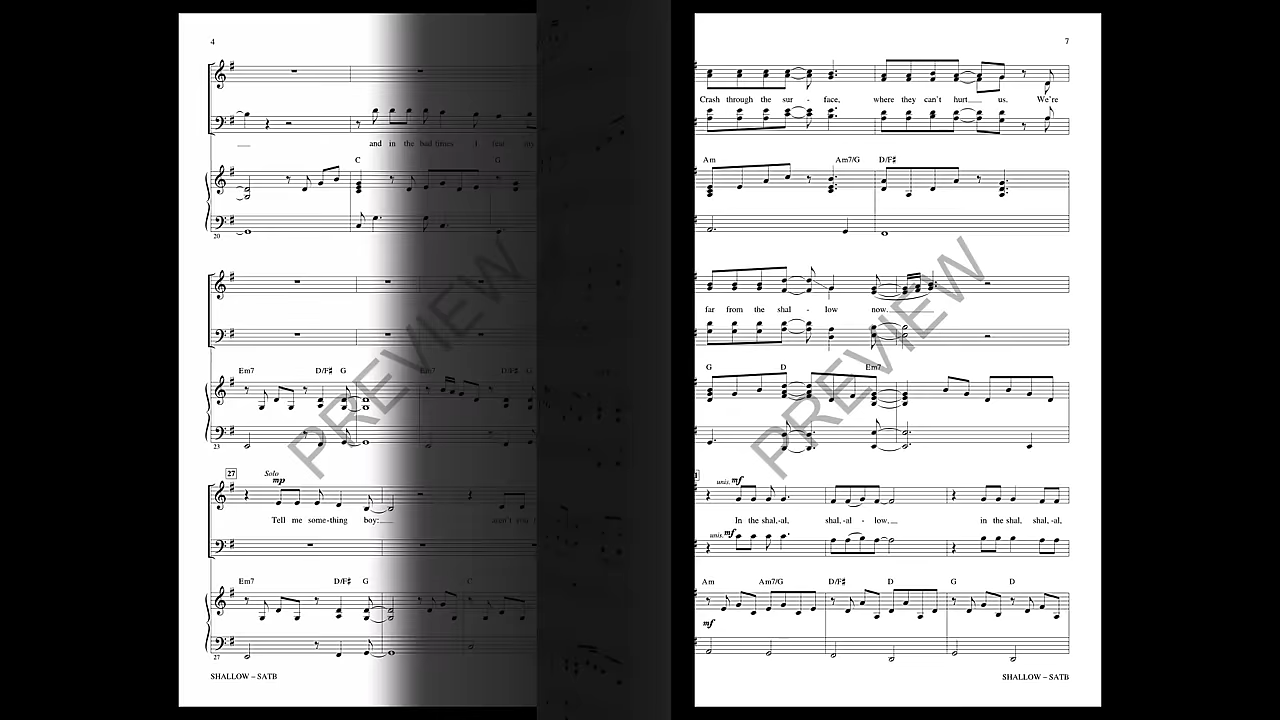 4
and in the bad times I fear my
C G
20
Em7 D/F♯ G Em7 D/F♯ G
23
27
Solo
mp
Tell me some-thing boy: aren't you
Em7 D/F♯ G C
27
SHALLOW – SATB
PREVIEW
7
Crash through the sur - face, where they can't hurt us. We're
Am Am7/G D/F♯
far from the shal - low now.
G D Em7
unis. mf
In the shal,-al, shal,-al - low. in the shal, shal,-al,
unis. mf
Am Am7/G D/F♯ D G D
mf
SHALLOW – SATB
PREVIEW